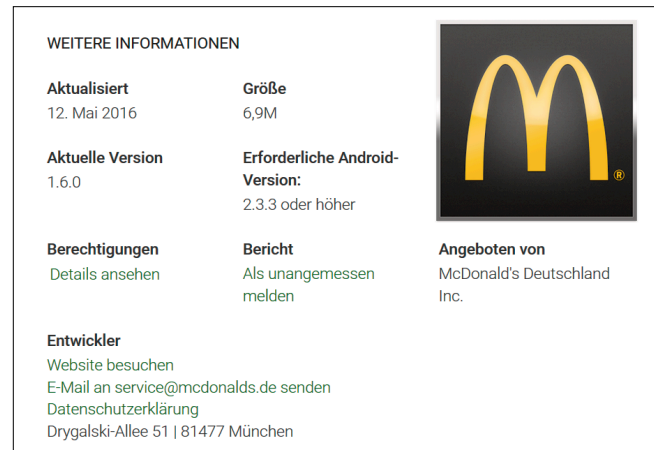 WEITERE INFORMATIONEN
Aktualisiert
12. Mai 2016
Größe
6,9M
Aktuelle Version
1.6.0
Erforderliche Android-
Version:
2.3.3 oder höher
®
Berechtigungen
Details ansehen
Bericht
Als unangemessen
melden
Angeboten von
McDonald's Deutschland
Inc.
Entwickler
Website besuchen
E-Mail an service@mcdonalds.de senden
Datenschutzerklärung
Drygalski-Allee 51 | 81477 München